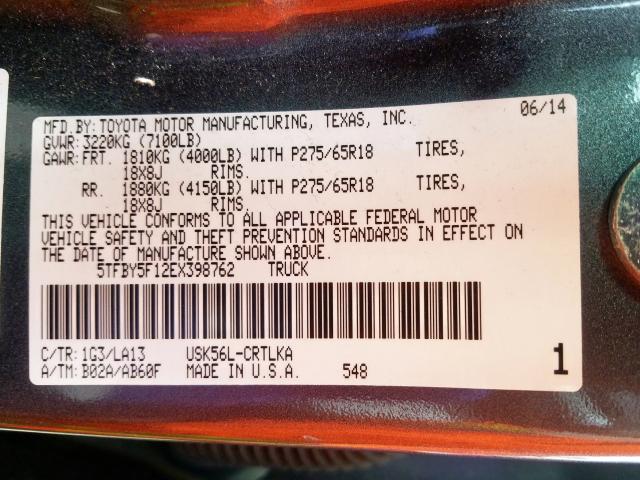 06/14
MFD.BY: TOYOTA MOTOR MANUFACTURING, TEXAS, INC.
GVWR: 3220KG (7100LB)
GAWR: FRT. 1810KG (4000LB) WITH P275/65R18 TIRES,
18X8J RIMS.
RR. 1880KG (4150LB) WITH P275/65R18 TIRES,
18X8J RIMS.
THIS VEHICLE CONFORMS TO ALL APPLICABLE FEDERAL MOTOR
VEHICLE SAFETY AND THEFT PREVENTION STANDARDS IN EFFECT ON
THE DATE OF MANUFACTURE SHOWN ABOVE.
5TFBY5F12EX398762 TRUCK
C/TR: 1G3/LA13 USK56L-CRTLKA
A/TM: B02A/AB60F MADE IN U.S.A. 548
1